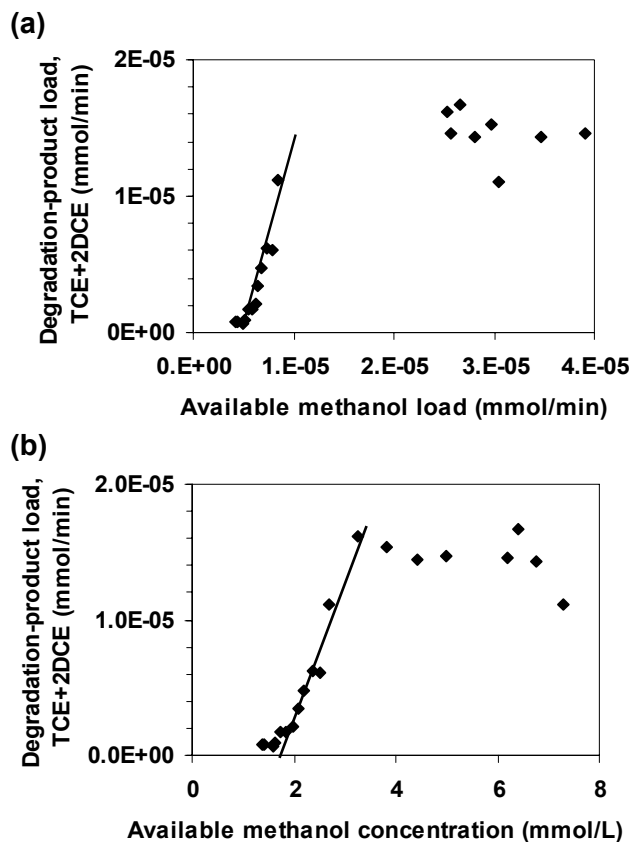 (a)
Degradation-product load,
TCE+2DCE (mmol/min)
2E-05
1E-05
0E+00
0.E+00 1.E-05 2.E-05 3.E-05 4.E-05
Available methanol load (mmol/min)
(b)
Degradation-product load,
TCE+2DCE (mmol/min)
2.0E-05
1.0E-05
0.0E+00
0 2 4 6 8
Available methanol concentration (mmol/L)